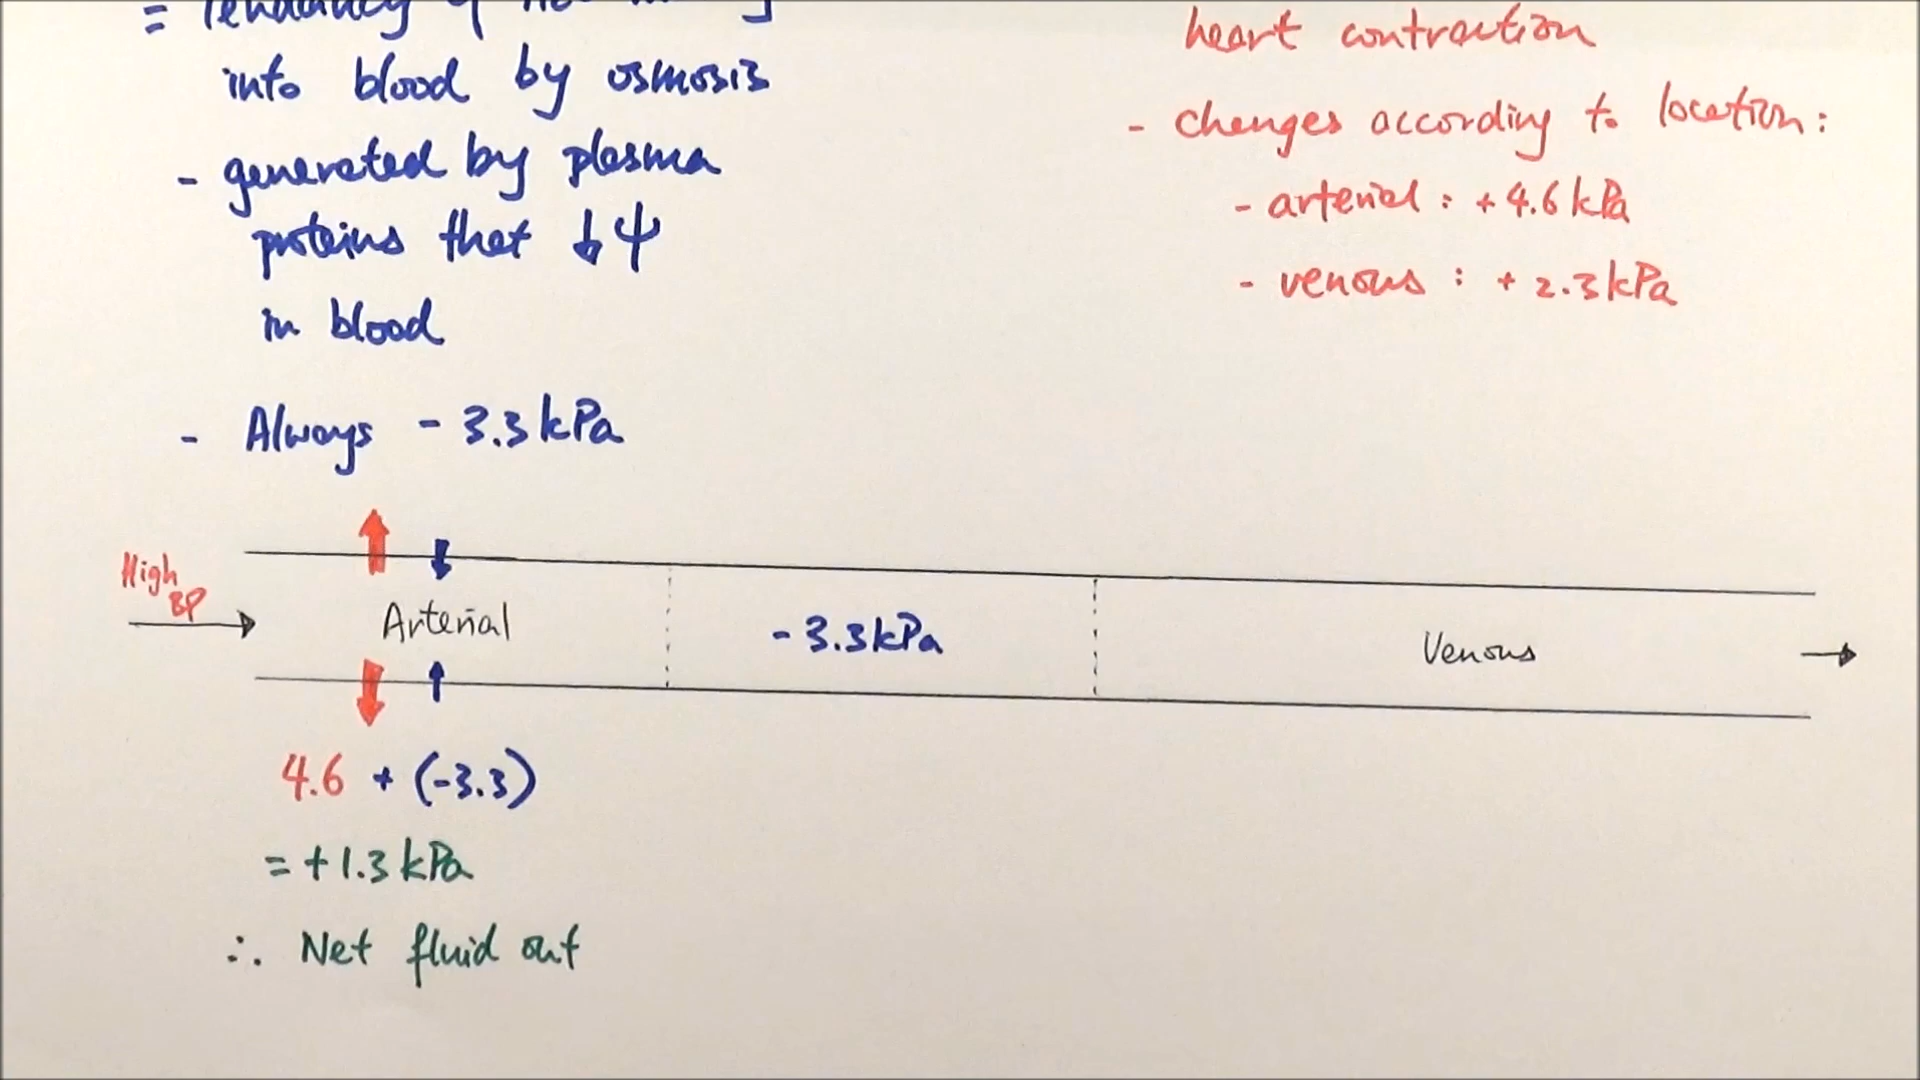 = Tendancy of
into blood by osmosis
- generated by plasma
proteins that ↓ Ψ
in blood
- Always - 3.3 kPa
heart contraction
- changes according to location:
- arterial : + 4.6 kPa
- venous : + 2.3 kPa
High BP
Arterial
- 3.3 kPa
Venous
4.6 + (-3.3)
= +1.3 kPa
∴ Net fluid out